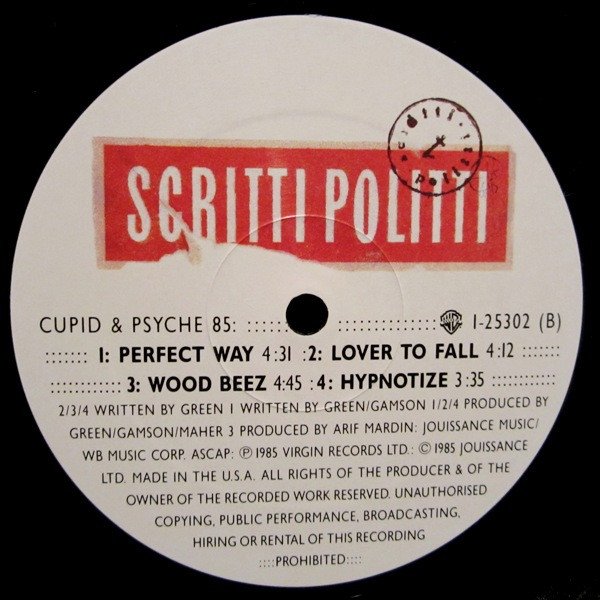 scritti politti
SCRITTI POLITTI
CUPID & PSYCHE 85: :::::: ::::::::::::::: 1-25302 (B)
::::::: 1: PERFECT WAY 4:31 :2: LOVER TO FALL 4:12 ::::::
::::::::::::: 3: WOOD BEEZ 4:45 :4: HYPNOTIZE 3:35 ::::::::::::
2/3/4 WRITTEN BY GREEN 1 WRITTEN BY GREEN/GAMSON 1/2/4 PRODUCED BY
GREEN/GAMSON/MAHER 3 PRODUCED BY ARIF MARDIN: JOUISSANCE MUSIC/
WB MUSIC CORP. ASCAP: ℗ 1985 VIRGIN RECORDS LTD.: © 1985 JOUISSANCE
LTD. MADE IN THE U.S.A. ALL RIGHTS OF THE PRODUCER & OF THE
OWNER OF THE RECORDED WORK RESERVED. UNAUTHORISED
COPYING, PUBLIC PERFORMANCE, BROADCASTING,
HIRING OR RENTAL OF THIS RECORDING
::::PROHIBITED::::